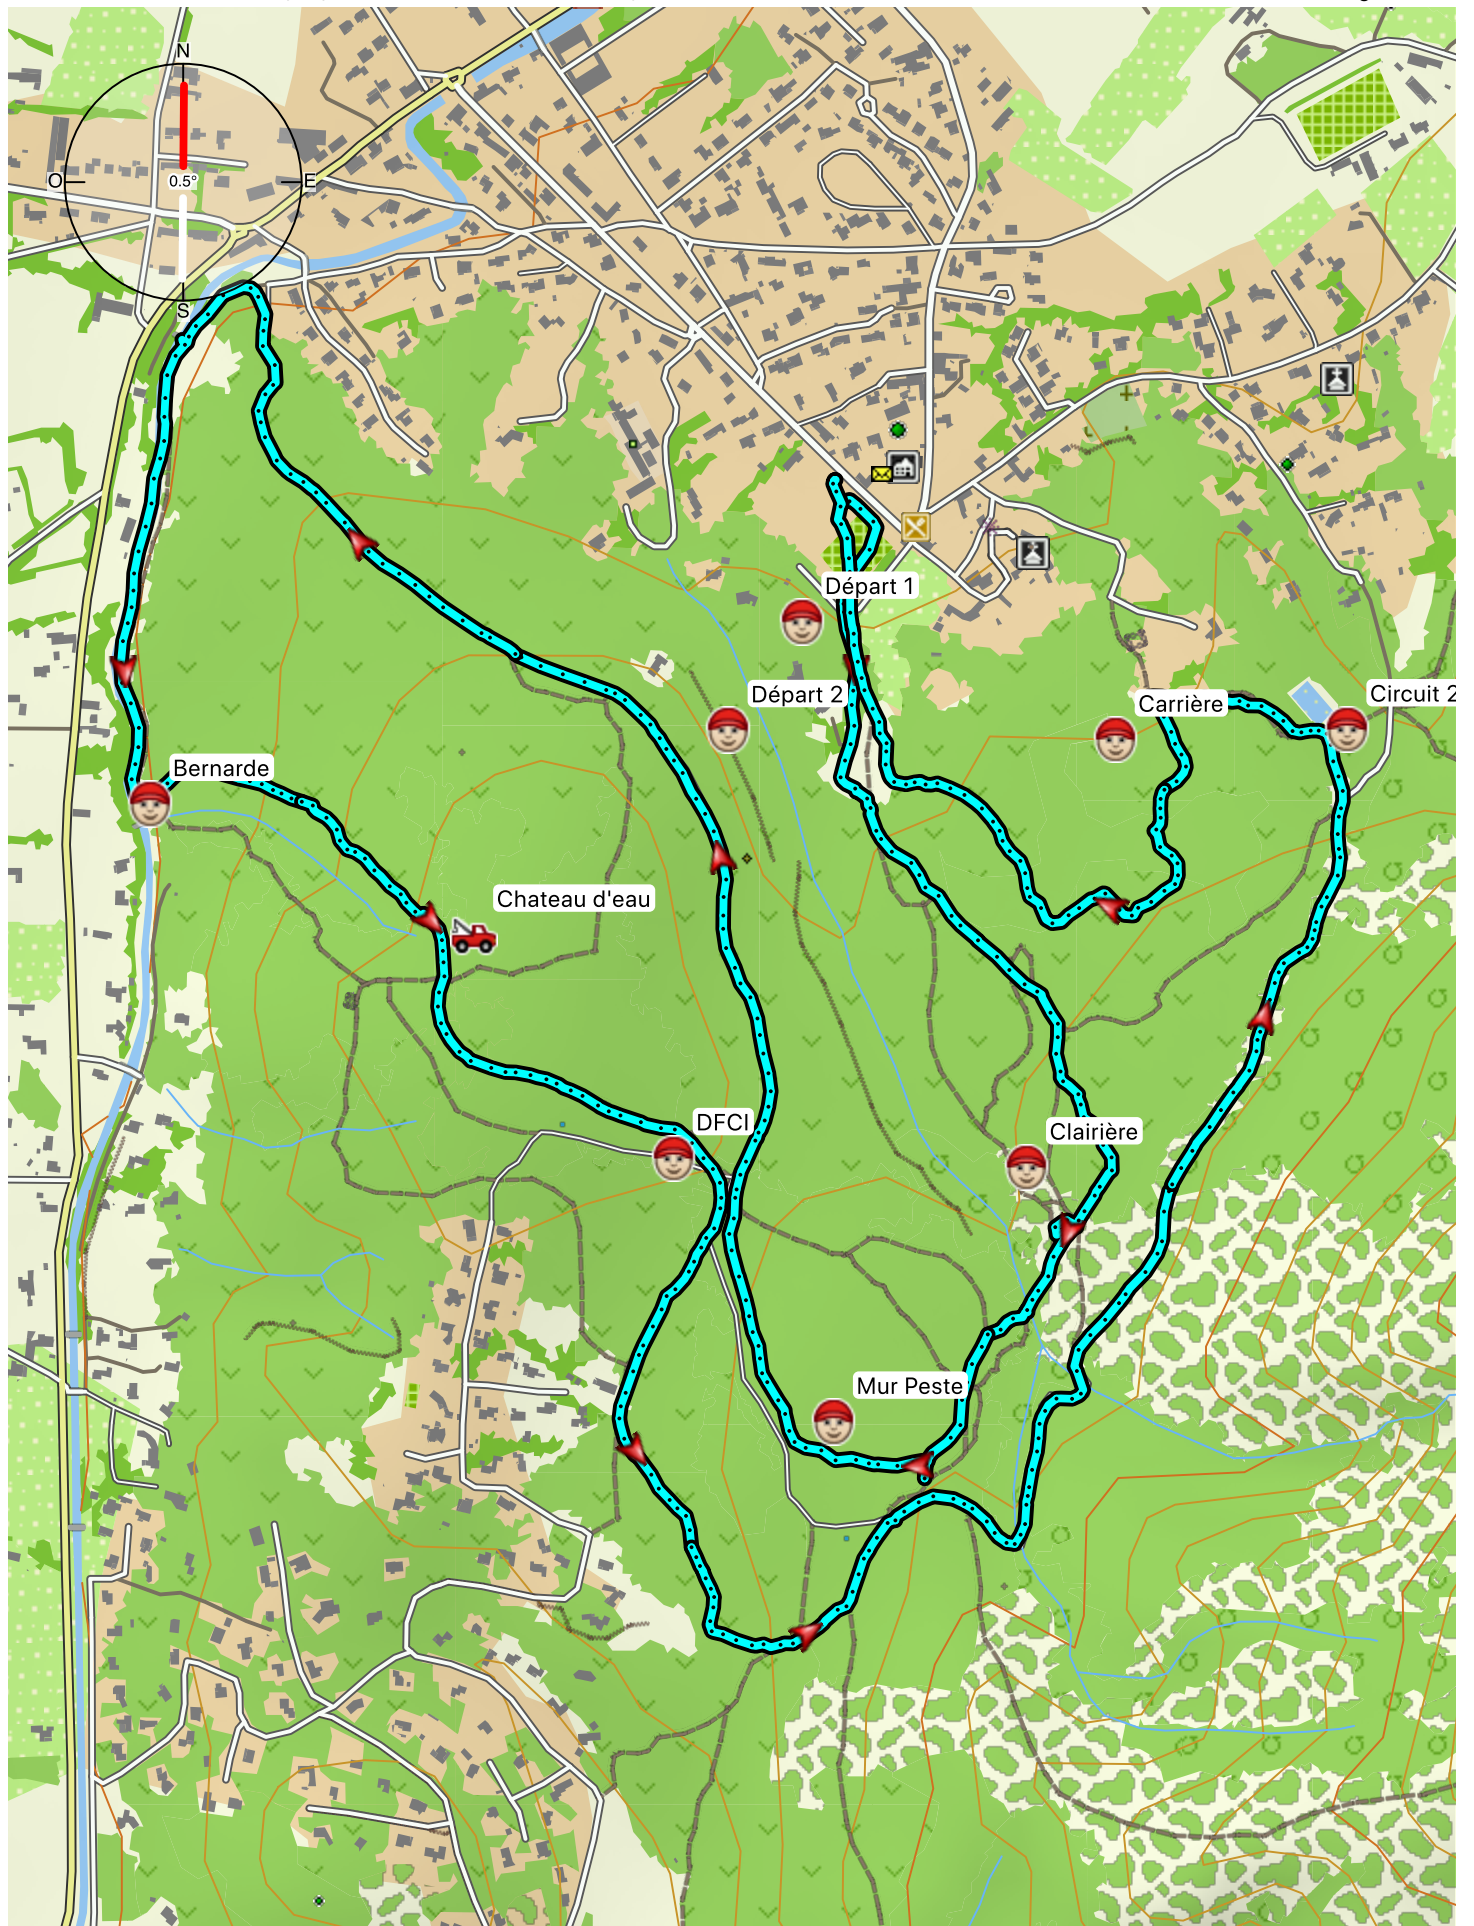 N
O
0.5°
E
S
Départ 1
Départ 2
Carrière
Circuit 2
Bernarde
Chateau d'eau
DFCI
Clairière
Mur Peste